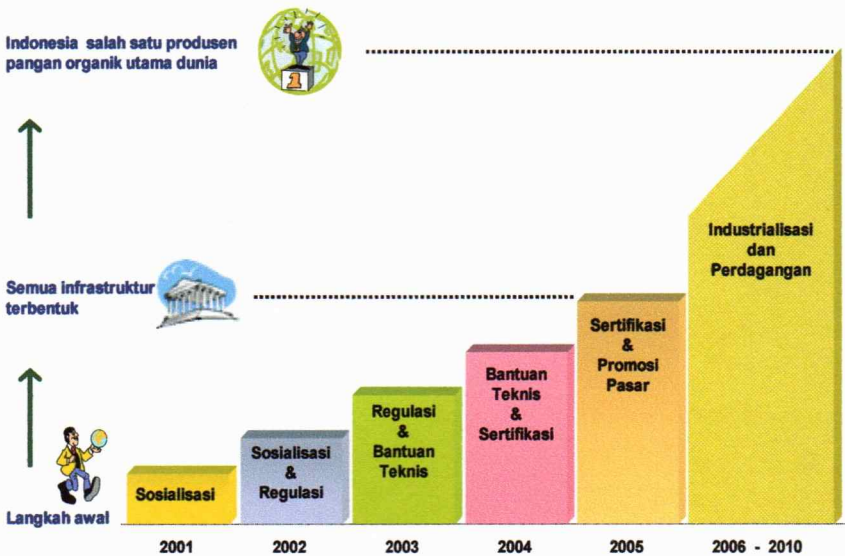 Indonesia salah satu produsen
pangan organik utama dunia
1
Semua infrastruktur
terbentuk
Langkah awal
Sosialisasi
Sosialisasi
&
Regulasi
Regulasi
&
Bantuan
Teknis
Bantuan
Teknis
&
Sertifikasi
Sertifikasi
&
Promosi
Pasar
Industrialisasi
dan
Perdagangan
2001
2002
2003
2004
2005
2006 - 2010